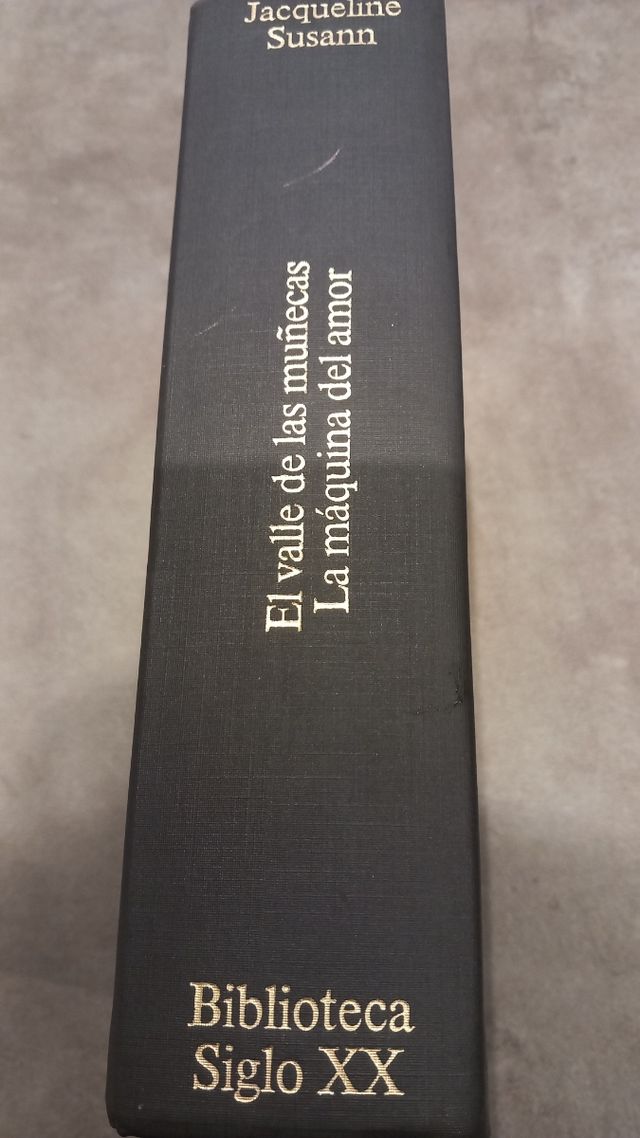 Jacqueline
Susann
El valle de las muñecas
La máquina del amor
Biblioteca
Siglo XX